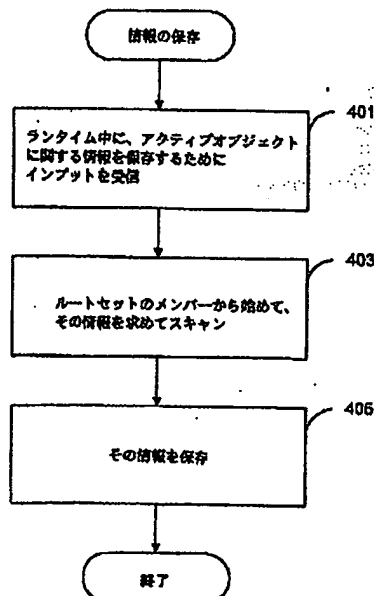 情報の保存
401
ランタイム中に、アクティブオブジェクト
に関する情報を保存するために
インプットを受信
403
ルートセットのメンバーから始めて、
その情報を求めてスキャン
405
その情報を保存
終了